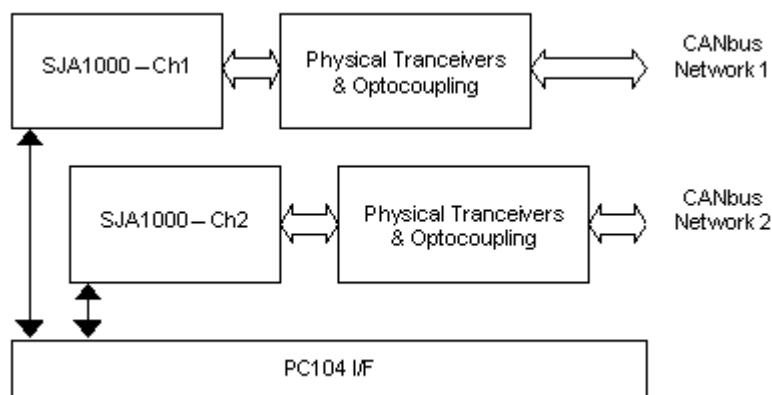 SJA1000 – Ch1
Physical Tranceivers
& Optocoupling
CANbus
Network 1
SJA1000 – Ch2
Physical Tranceivers
& Optocoupling
CANbus
Network 2
PC104 I/F